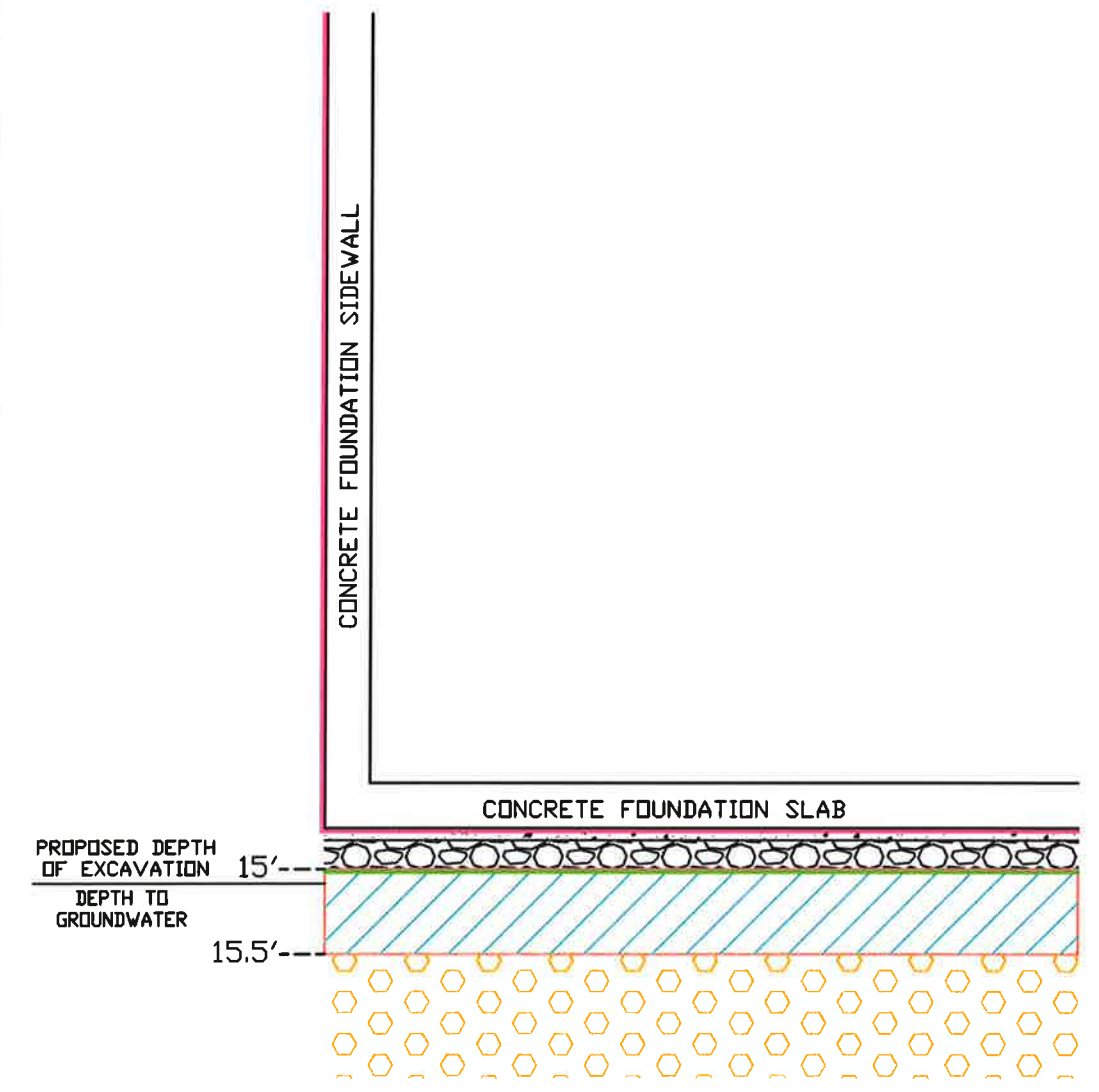 CONCRETE FOUNDATION SIDEWALL
CONCRETE FOUNDATION SLAB
PROPOSED DEPTH
OF EXCAVATION 15'
DEPTH TO
GROUNDWATER
15.5'